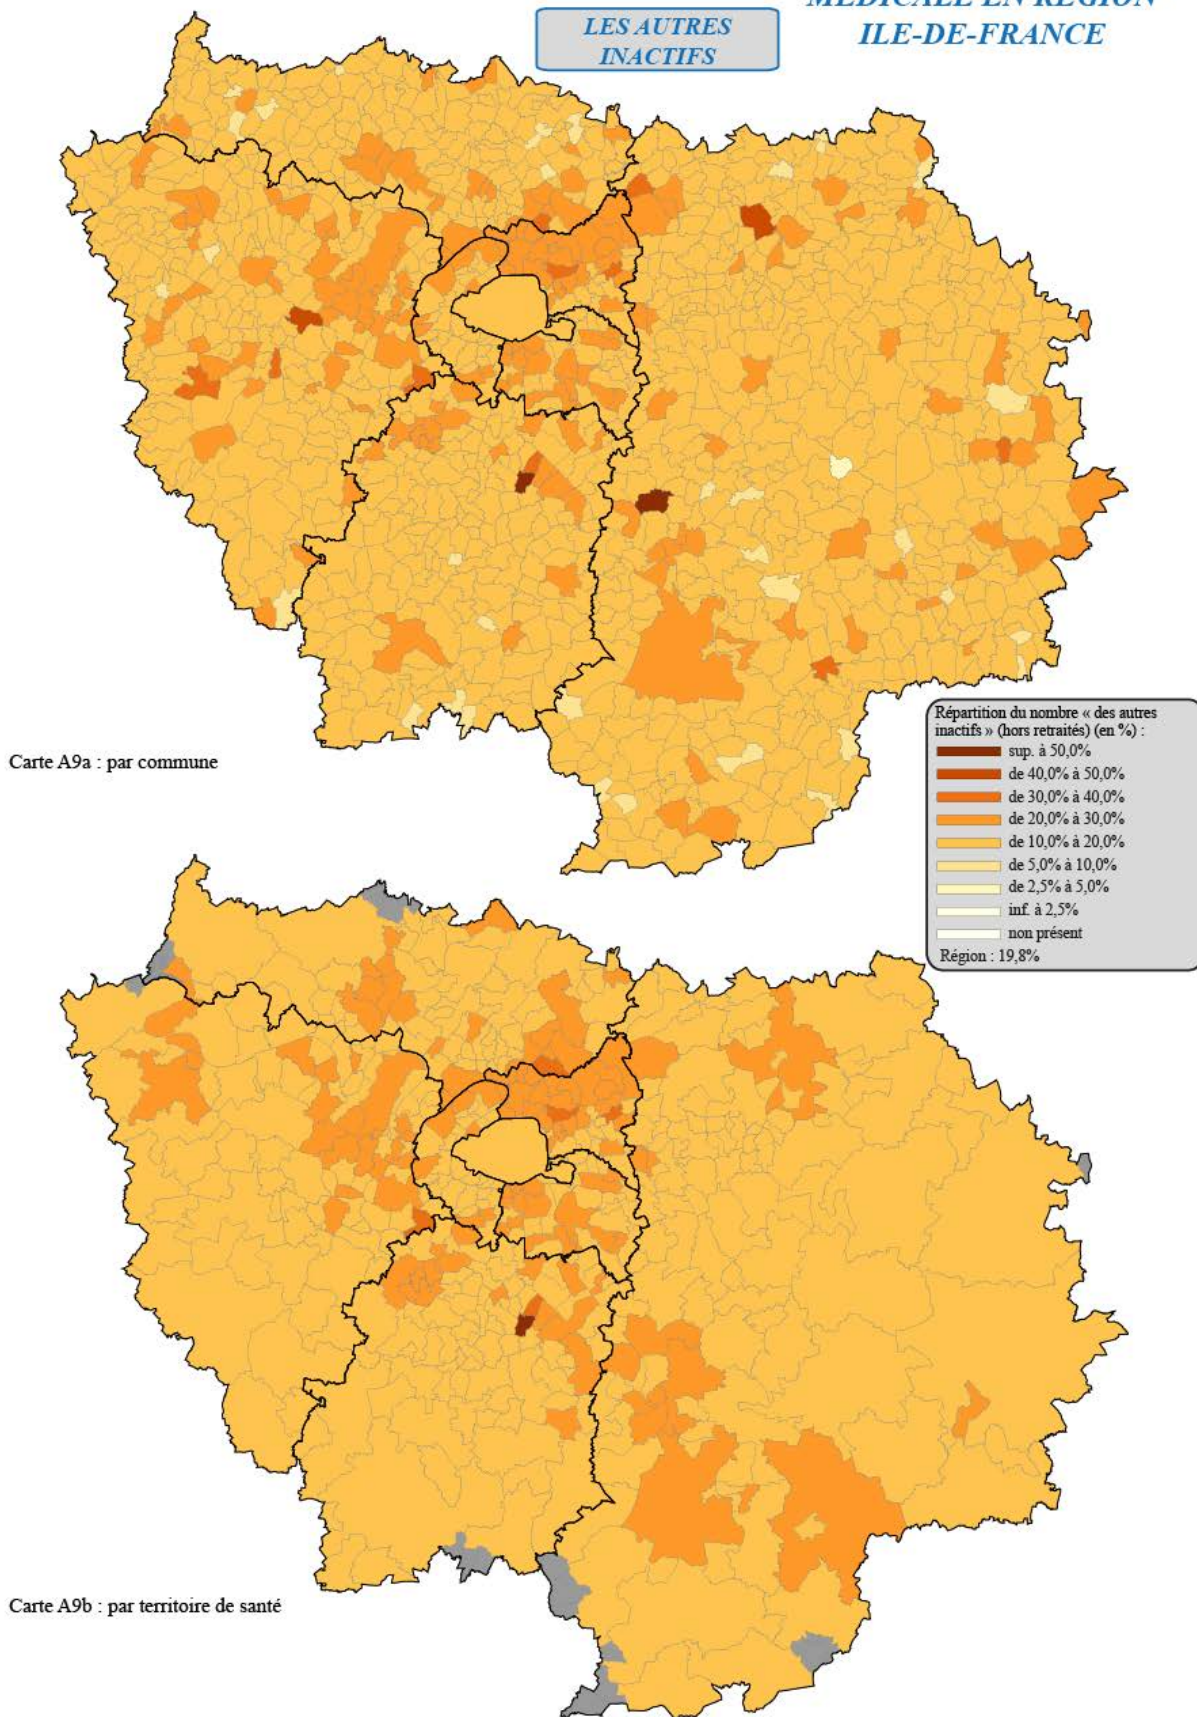 MÉDICALE EN RÉGION
ILE-DE-FRANCE
LES AUTRES
INACTIFS
Carte A9a : par commune
Répartition du nombre « des autres
inactifs » (hors retraités) (en %) :
sup. à 50,0%
de 40,0% à 50,0%
de 30,0% à 40,0%
de 20,0% à 30,0%
de 10,0% à 20,0%
de 5,0% à 10,0%
de 2,5% à 5,0%
inf. à 2,5%
non présent
Région : 19,8%
Carte A9b : par territoire de santé